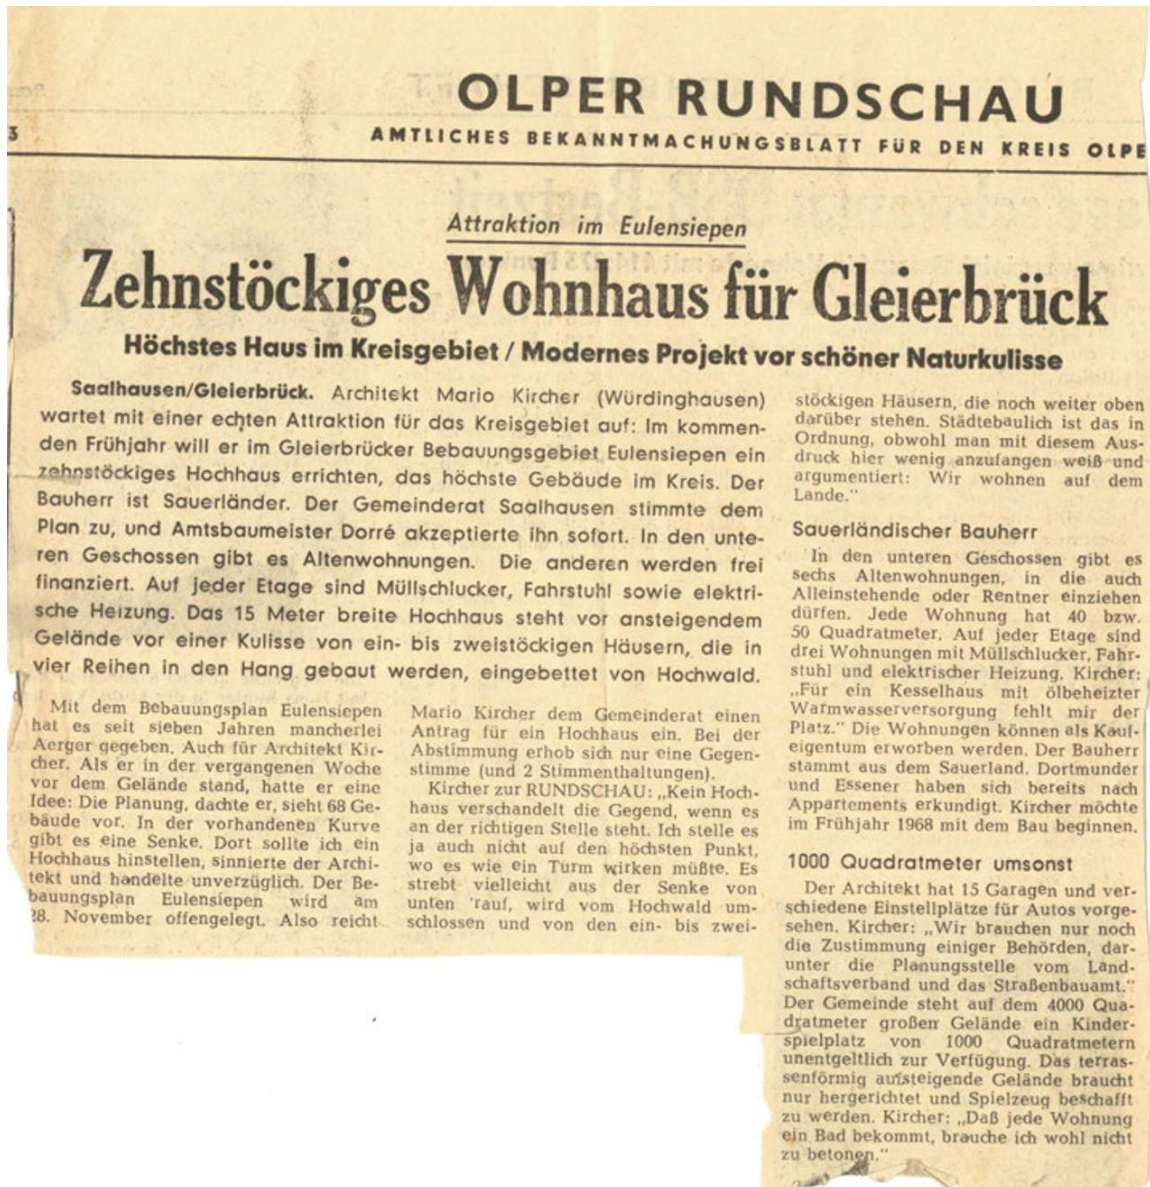 OLPER RUNDSCHAU
3
AMTLICHES BEKANNTMACHUNGSBLATT FÜR DEN KREIS OLPE
Attraktion im Eulensiepen
Zehnstöckiges Wohnhaus für Gleierbrück
Höchstes Haus im Kreisgebiet / Modernes Projekt vor schöner Naturkulisse
Saalhausen/Gleierbrück. Architekt Mario Kircher (Würdinghausen)
wartet mit einer echten Attraktion für das Kreisgebiet auf: Im kommen-
den Frühjahr will er im Gleierbrücker Bebauungsgebiet Eulensiepen ein
zehnstöckiges Hochhaus errichten, das höchste Gebäude im Kreis. Der
Bauherr ist Sauerländer. Der Gemeinderat Saalhausen stimmte dem
Plan zu, und Amtsbaumeister Dorré akzeptierte ihn sofort. In den unte-
ren Geschossen gibt es Altenwohnungen. Die anderen werden frei
finanziert. Auf jeder Etage sind Müllschlucker, Fahrstuhl sowie elektri-
sche Heizung. Das 15 Meter breite Hochhaus steht vor ansteigendem
Gelände vor einer Kulisse von ein- bis zweistöckigen Häusern, die in
vier Reihen in den Hang gebaut werden, eingebettet von Hochwald.
Mit dem Bebauungsplan Eulensiepen
hat es seit sieben Jahren mancherlei
Aerger gegeben. Auch für Architekt Kir-
cher. Als er in der vergangenen Woche
vor dem Gelände stand, hatte er eine
Idee: Die Planung, dachte er, sieht 68 Ge-
bäude vor. In der vorhandenen Kurve
gibt es eine Senke. Dort sollte ich ein
Hochhaus hinstellen, sinnierte der Archi-
tekt und handelte unverzüglich. Der Be-
bauungsplan Eulensiepen wird am
28. November offengelegt. Also reicht
Mario Kircher dem Gemeinderat einen
Antrag für ein Hochhaus ein. Bei der
Abstimmung erhob sich nur eine Gegen-
stimme (und 2 Stimmenthaltungen).
Kircher zur RUNDSCHAU: „Kein Hoch-
haus verschandelt die Gegend, wenn es
an der richtigen Stelle steht. Ich stelle es
ja auch nicht auf den höchsten Punkt,
wo es wie ein Turm wirken müßte. Es
strebt vielleicht aus der Senke von
unten 'rauf, wird vom Hochwald um-
schlossen und von den ein- bis zwei-
stöckigen Häusern, die noch weiter oben
darüber stehen. Städtebaulich ist das in
Ordnung, obwohl man mit diesem Aus-
druck hier wenig anzufangen weiß und
argumentiert: Wir wohnen auf dem
Lande."
Sauerländischer Bauherr
In den unteren Geschossen gibt es
sechs Altenwohnungen, in die auch
Alleinstehende oder Rentner einziehen
dürfen. Jede Wohnung hat 40 bzw.
50 Quadratmeter. Auf jeder Etage sind
drei Wohnungen mit Müllschlucker, Fahr-
stuhl und elektrischer Heizung. Kircher:
„Für ein Kesselhaus mit ölbeheizter
Warmwasserversorgung fehlt mir der
Platz." Die Wohnungen können als Kauf-
eigentum erworben werden. Der Bauherr
stammt aus dem Sauerland. Dortmunder
und Essener haben sich bereits nach
Appartements erkundigt. Kircher möchte
im Frühjahr 1968 mit dem Bau beginnen.
1000 Quadratmeter umsonst
Der Architekt hat 15 Garagen und ver-
schiedene Einstellplätze für Autos vorge-
sehen. Kircher: „Wir brauchen nur noch
die Zustimmung einiger Behörden, dar-
unter die Planungsstelle vom Land-
schaftsverband und das Straßenbauamt."
Der Gemeinde steht auf dem 4000 Qua-
dratmeter großen Gelände ein Kinder-
spielplatz von 1000 Quadratmetern
unentgeltlich zur Verfügung. Das terras-
senförmig aufsteigende Gelände braucht
nur hergerichtet und Spielzeug beschafft
zu werden. Kircher: „Daß jede Wohnung
ein Bad bekommt, brauche ich wohl nicht
zu betonen."